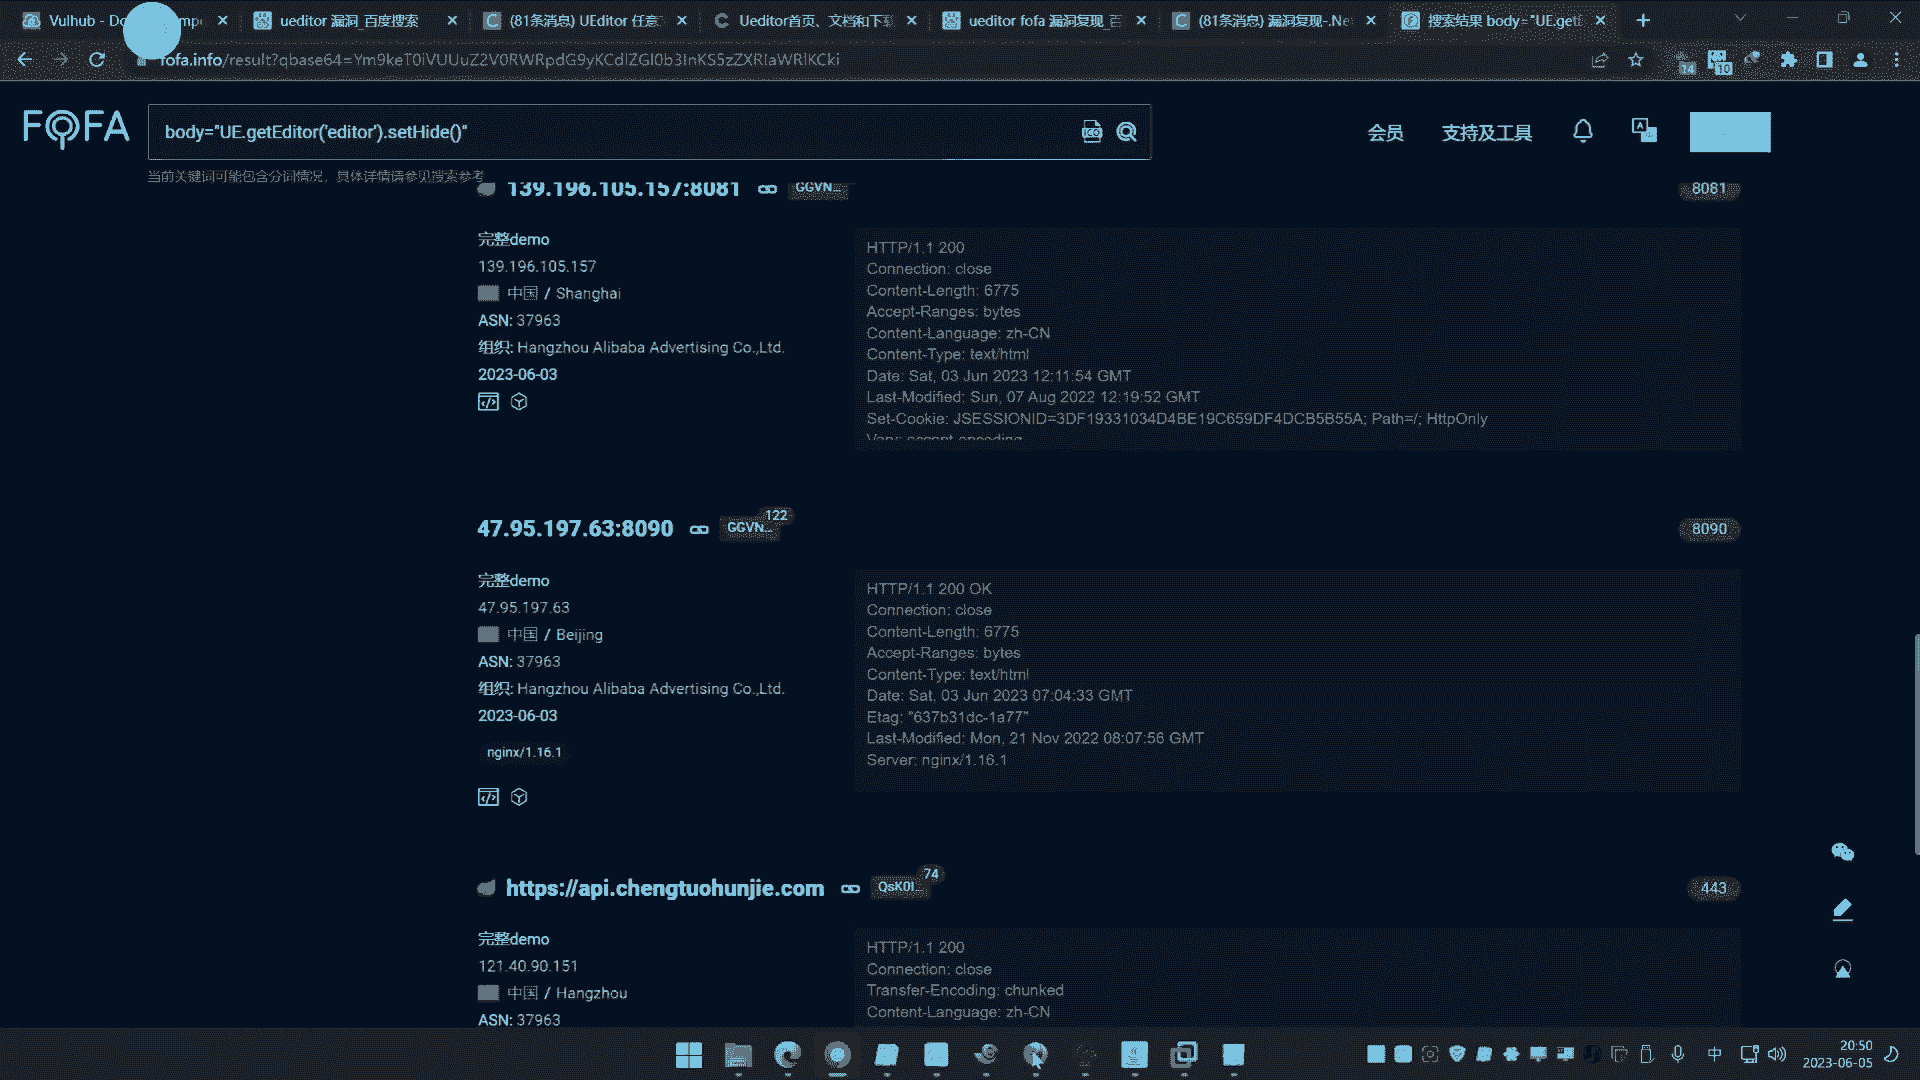 Vulhub - Do
ueditor 漏洞_百度搜索
(81条消息) UEditor 任意
Ueditor首页、文档和下载
ueditor fofa 漏洞复现_百
(81条消息) 漏洞复现-.Ne
搜索结果 body="UE.getE
14
10
FOFA
body="UE.getEditor('editor').setHide()"
会员
支持及工具
当前关键词可能包含分词情况，具体详情请参见搜索参考
139.196.105.157:8081
GGVN...
8081
完整demo
139.196.105.157
中国 / Shanghai
ASN: 37963
组织: Hangzhou Alibaba Advertising Co.,Ltd.
2023-06-03
HTTP/1.1 200
Connection: close
Content-Length: 6775
Accept-Ranges: bytes
Content-Language: zh-CN
Content-Type: text/html
Date: Sat, 03 Jun 2023 12:11:54 GMT
Last-Modified: Sun, 07 Aug 2022 12:19:52 GMT
Set-Cookie: JSESSIONID=3DF19331034D4BE19C659DF4DCB5B55A; Path=/; HttpOnly
Vary: accept-encoding
47.95.197.63:8090
GGVN...
122
8090
完整demo
47.95.197.63
中国 / Beijing
ASN: 37963
组织: Hangzhou Alibaba Advertising Co.,Ltd.
2023-06-03
nginx/1.16.1
HTTP/1.1 200 OK
Connection: close
Content-Length: 6775
Accept-Ranges: bytes
Content-Type: text/html
Date: Sat, 03 Jun 2023 07:04:33 GMT
Etag: "637b31dc-1a77"
Last-Modified: Mon, 21 Nov 2022 08:07:56 GMT
Server: nginx/1.16.1
https://api.chengtuohunjie.com
QsK0I...
74
443
完整demo
121.40.90.151
中国 / Hangzhou
ASN: 37963
HTTP/1.1 200
Connection: close
Transfer-Encoding: chunked
Content-Language: zh-CN
中
20:50
2023-06-05